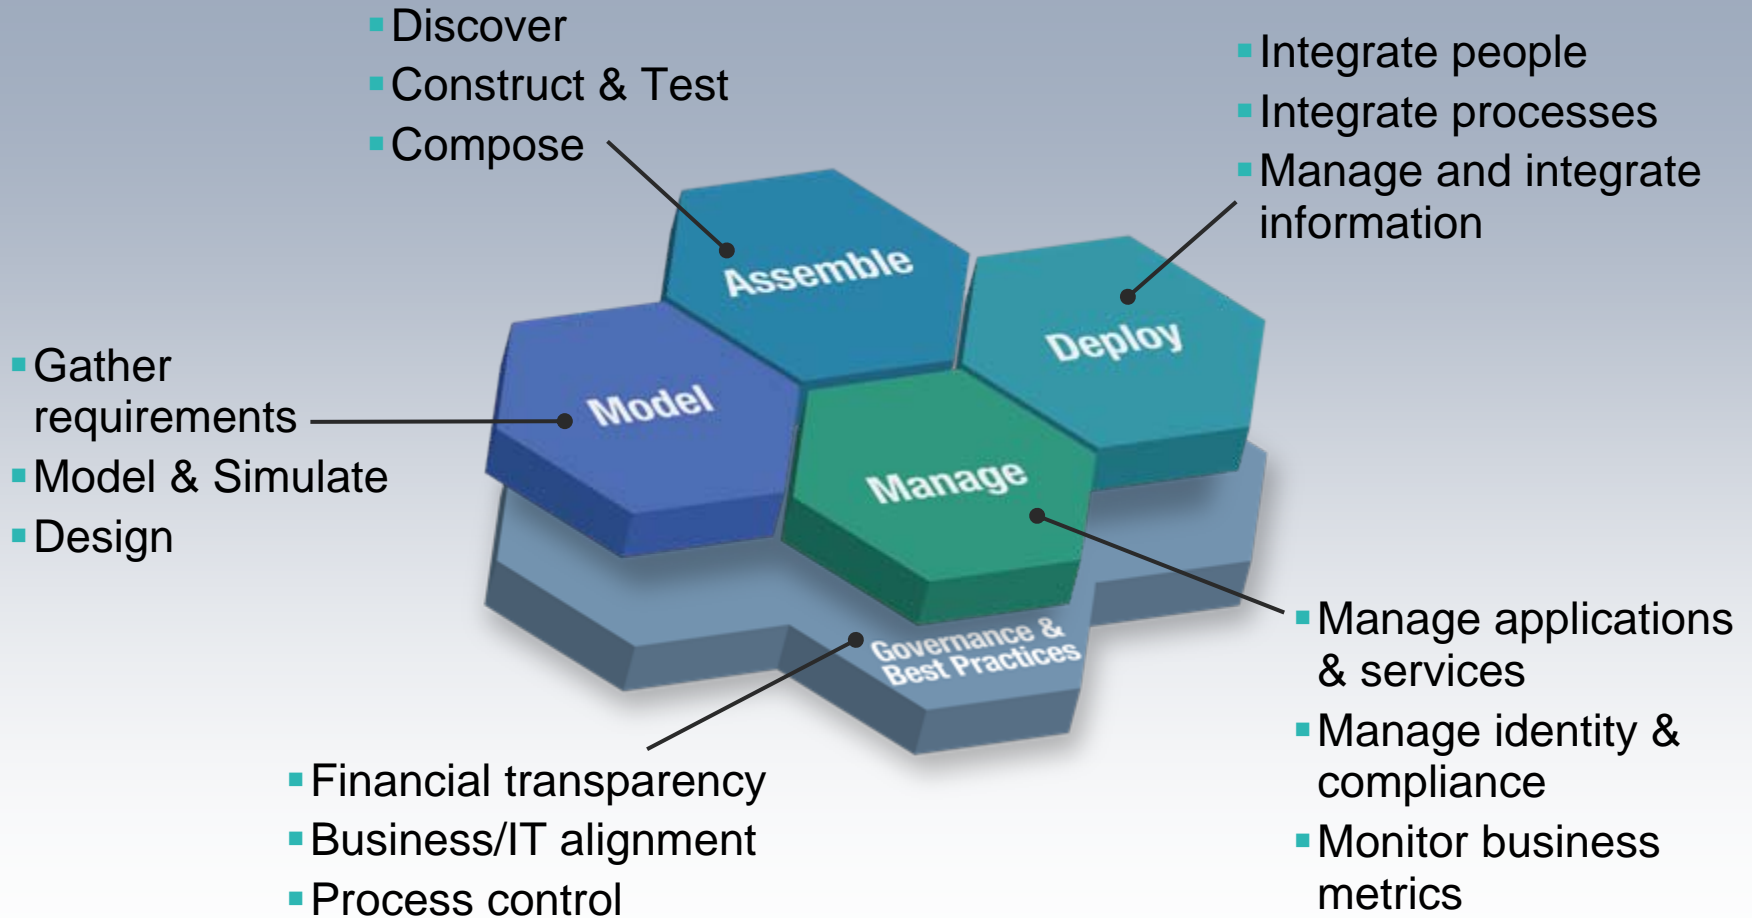 Discover
Construct & Test
Compose
Integrate people
Integrate processes
Manage and integrate
information
Assemble
Deploy
Gather
requirements
Model & Simulate
Design
Model
Manage
Governance &
Best Practices
Manage applications
& services
Manage identity &
compliance
Monitor business
metrics
Financial transparency
Business/IT alignment
Process control